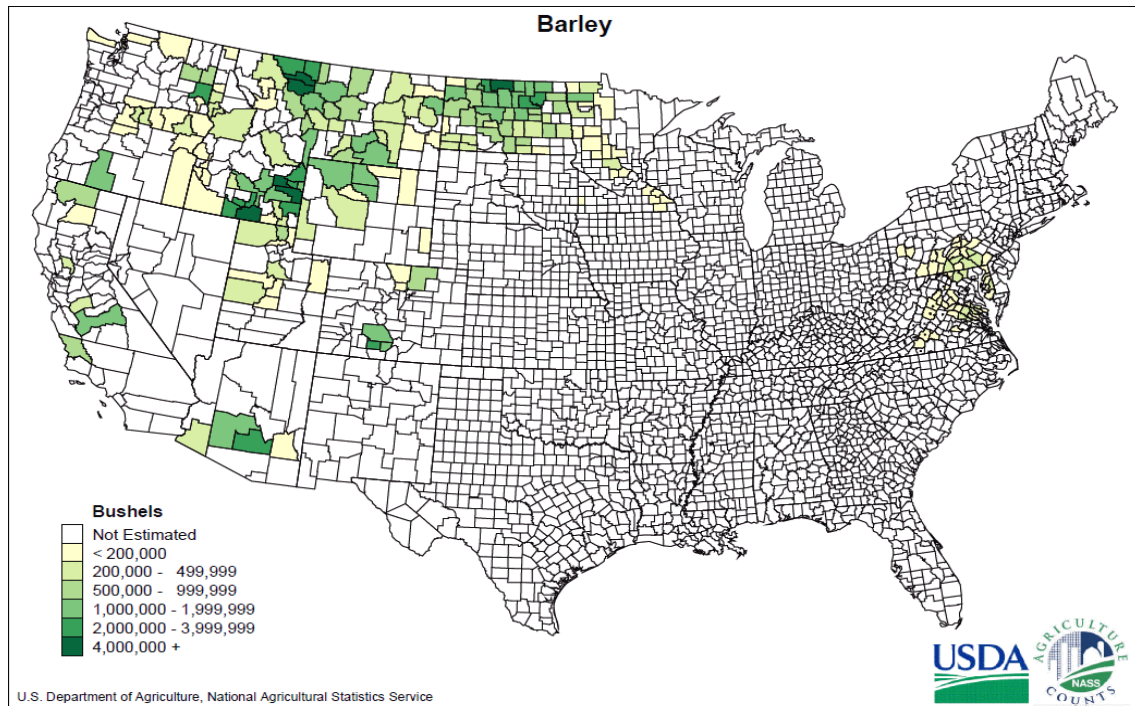 Barley
Bushels
Not Estimated
< 200,000
200,000 - 499,999
500,000 - 999,999
1,000,000 - 1,999,999
2,000,000 - 3,999,999
4,000,000 +
U.S. Department of Agriculture, National Agricultural Statistics Service
USDA
AGRICULTURE
NASS
COUNTS